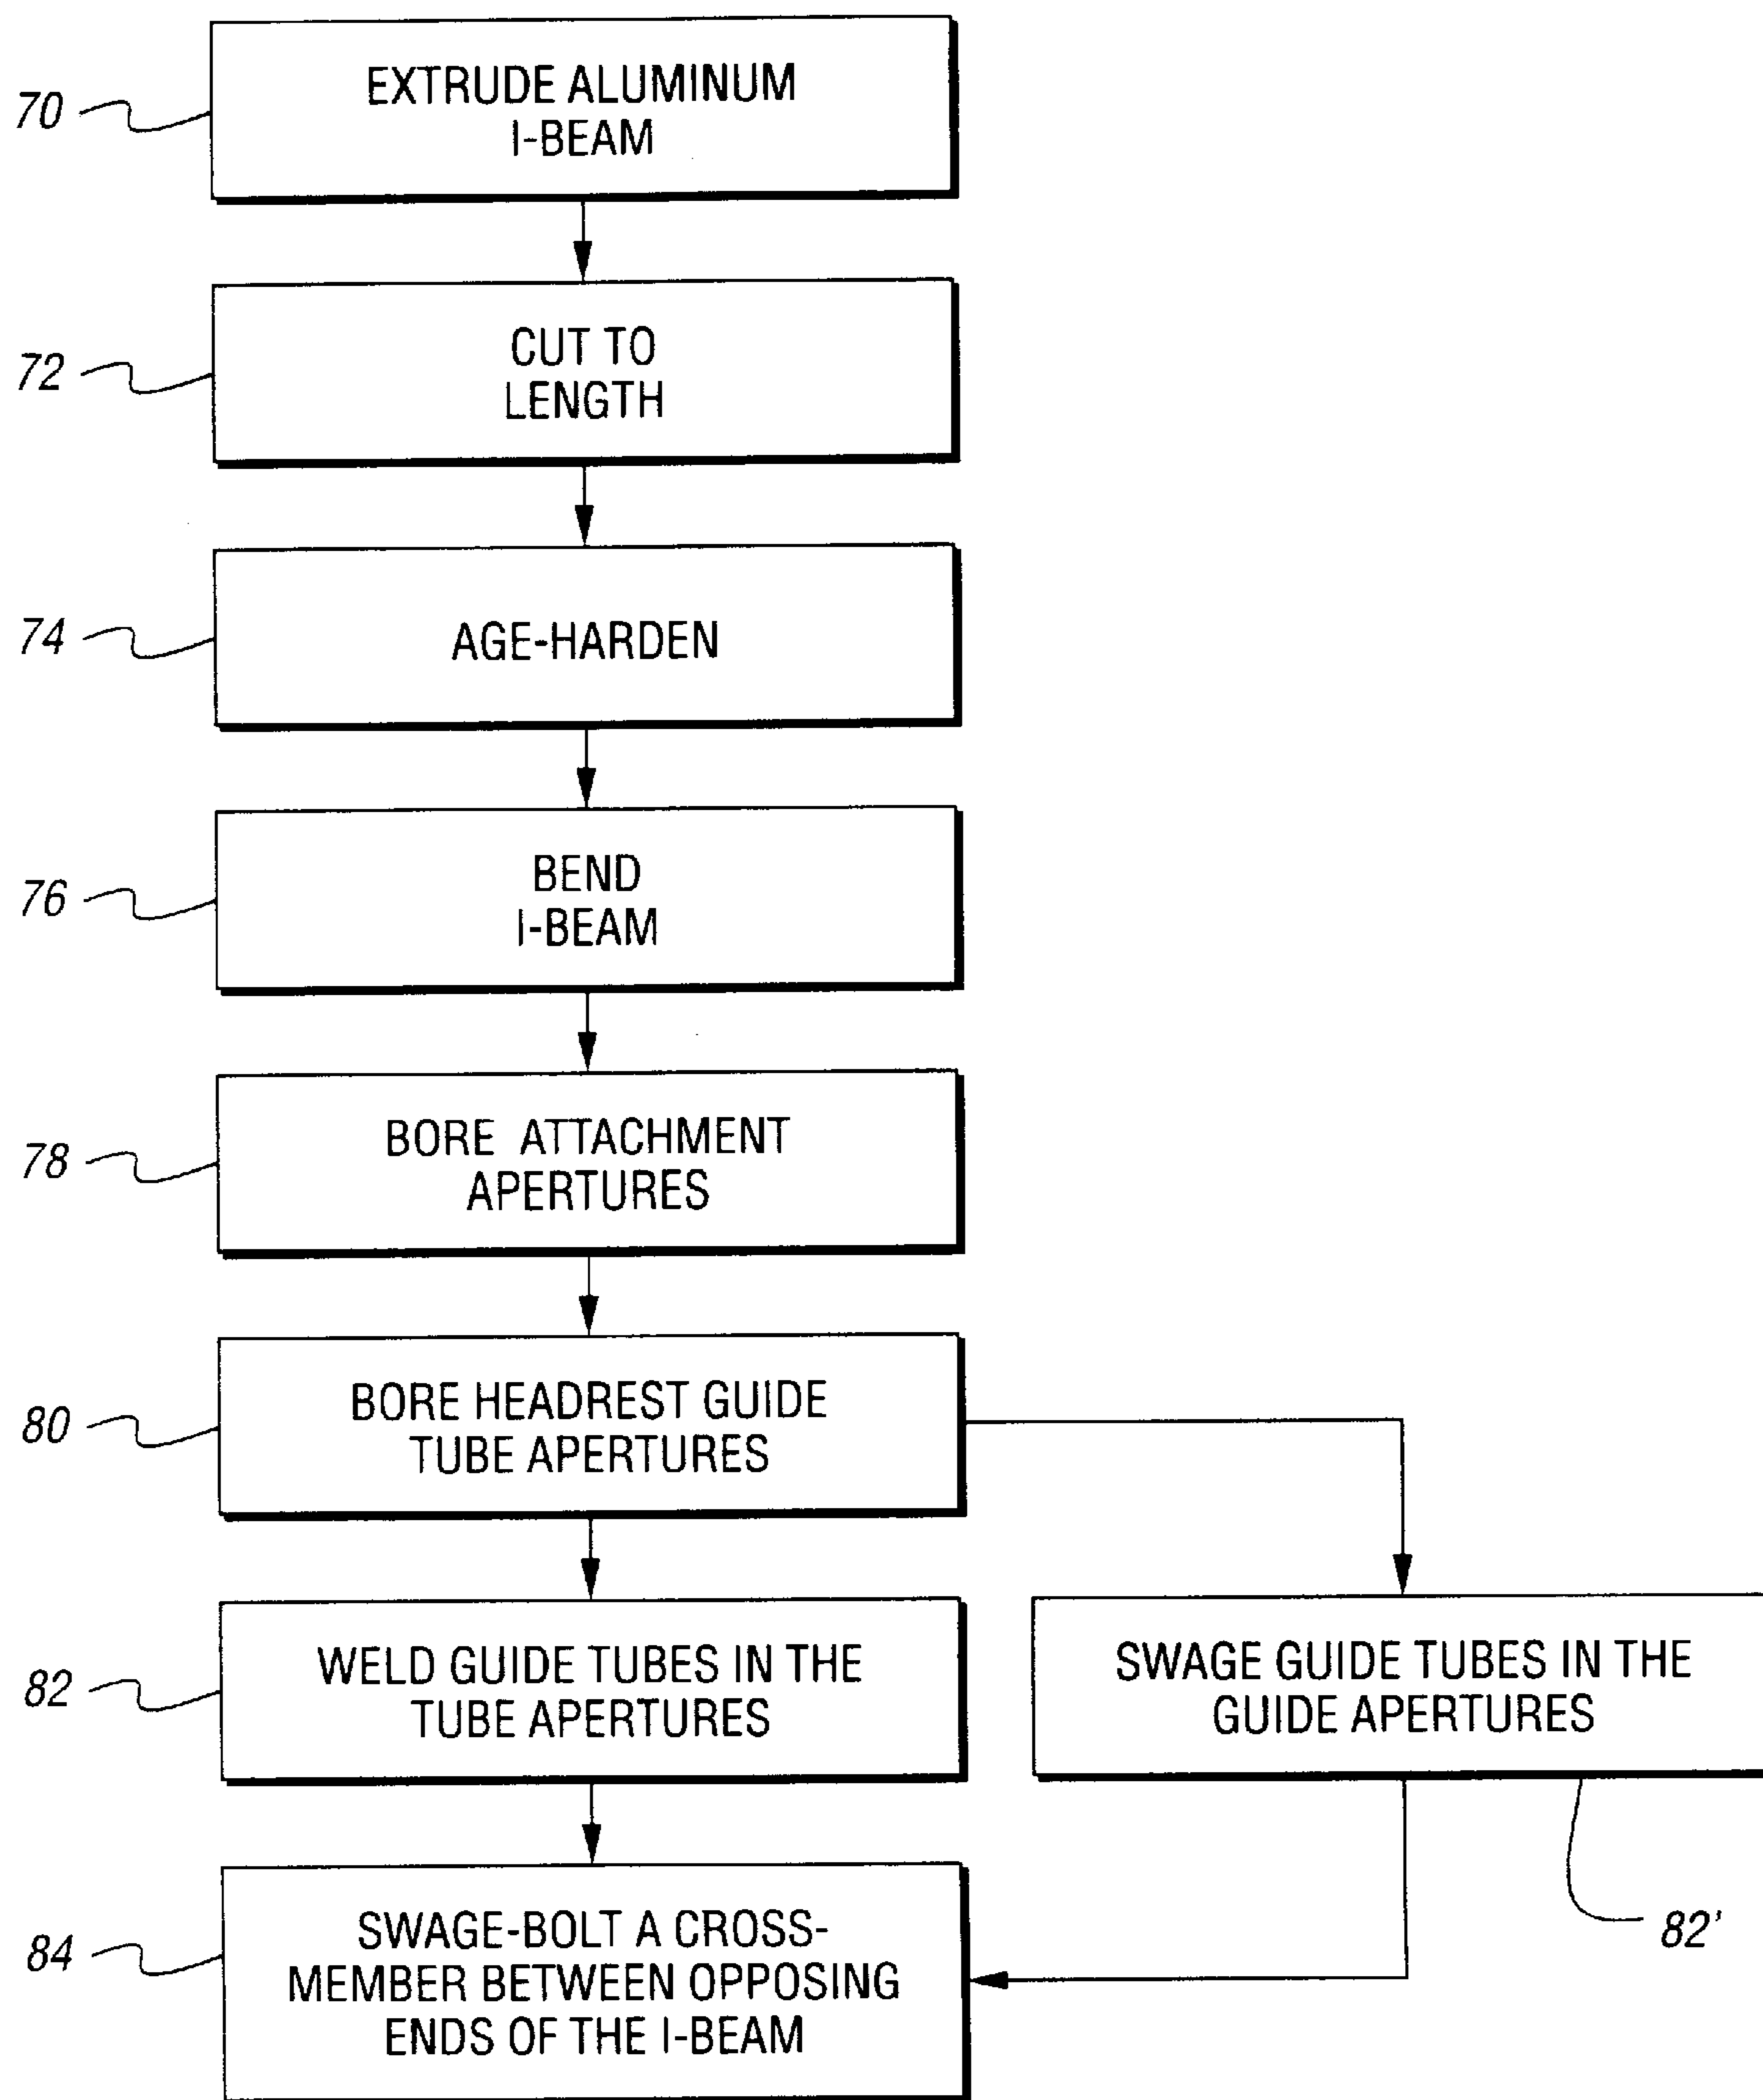 70
EXTRUDE ALUMINUM
I-BEAM
72
CUT TO
LENGTH
74
AGE-HARDEN
76
BEND
I-BEAM
78
BORE ATTACHMENT
APERTURES
80
BORE HEADREST GUIDE
TUBE APERTURES
82
WELD GUIDE TUBES IN THE
TUBE APERTURES
SWAGE GUIDE TUBES IN THE
GUIDE APERTURES
82'
84
SWAGE-BOLT A CROSS-
MEMBER BETWEEN OPPOSING
ENDS OF THE I-BEAM